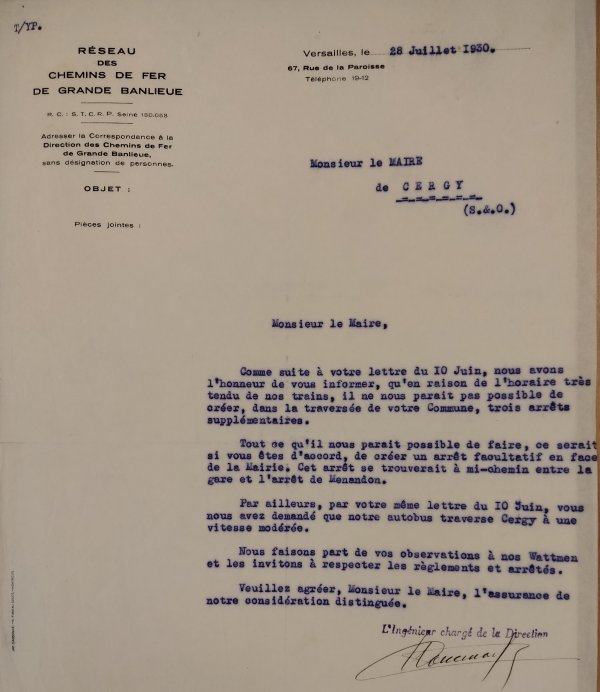 T/YP.
RÉSEAU
DES
CHEMINS DE FER
DE GRANDE BANLIEUE
R. C. : S. T. C. R. P. Seine 150.053
Adresser la Correspondance à la
Direction des Chemins de Fer
de Grande Banlieue,
sans désignation de personnes.
OBJET :
Pièces jointes :
Versailles, le 28 Juillet 1930.
67, Rue de la Paroisse
Téléphone 19-12
Monsieur le MAIRE
de CERGY
(S.&O.)
Monsieur le Maire,
Comme suite à votre lettre du I0 Juin, nous avons
l'honneur de vous informer, qu'en raison de l'horaire très
tendu de nos trains, il ne nous parait pas possible de
créer, dans la traversée de votre Commune, trois arrêts
supplémentaires.
Tout ce qu'il nous parait possible de faire, ce serait
si vous êtes d'accord, de créer un arrêt facultatif en face
de la Mairie. Cet arrêt se trouverait à mi-chemin entre la
gare et l'arrêt de Menandon.
Par ailleurs, par votre même lettre du I0 Juin, vous
nous avez demandé que notre autobus traverse Cergy à une
vitesse modérée.
Nous faisons part de vos observations à nos Wattmen
et les invitons à respecter les règlements et arrêtés.
Veuillez agréer, Monsieur le Maire, l'assurance de
notre considération distinguée.
L'Ingénieur chargé de la Direction